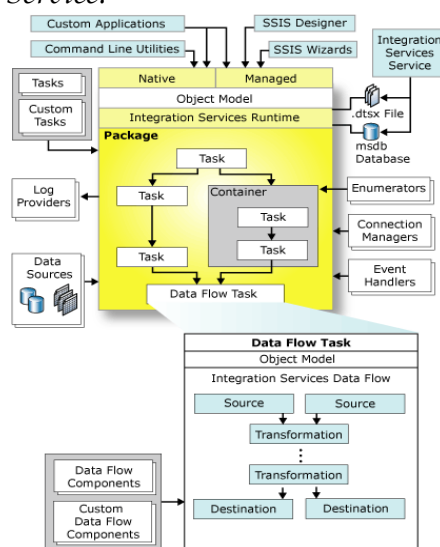 Service.
Custom Applications
SSIS Designer
Command Line Utilities
SSIS Wizards
Integration
Services
Service
Native
Managed
Object Model
Integration Services Runtime
Tasks
Custom
Tasks
.dtsx File
msdb
Database
Package
Task
Task
Container
Task
Task
Task
Data Flow Task
Log
Providers
Data
Sources
Enumerators
Connection
Managers
Event
Handlers
Data Flow Task
Object Model
Integration Services Data Flow
Source
Source
Transformation
Transformation
Destination
Destination
Data Flow
Components
Custom
Data Flow
Components